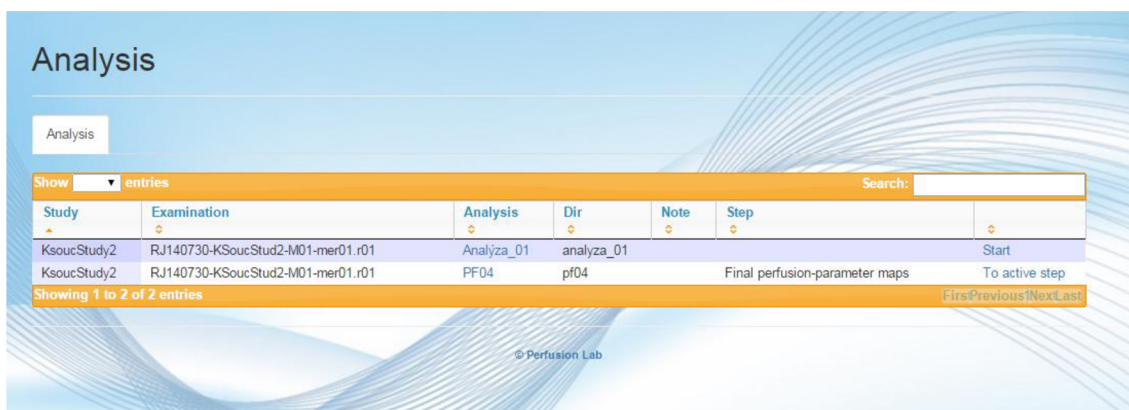 Analysis
Analysis
Show entries Search:
Study Examination Analysis Dir Note Step
KsoucStudy2 RJ140730-KSoucStud2-M01-mer01.r01 Analýza_01 analyza_01 Start
KsoucStudy2 RJ140730-KSoucStud2-M01-mer01.r01 PF04 pf04 Final perfusion-parameter maps To active step
Showing 1 to 2 of 2 entries FirstPrevious1NextLast
© Perfusion Lab